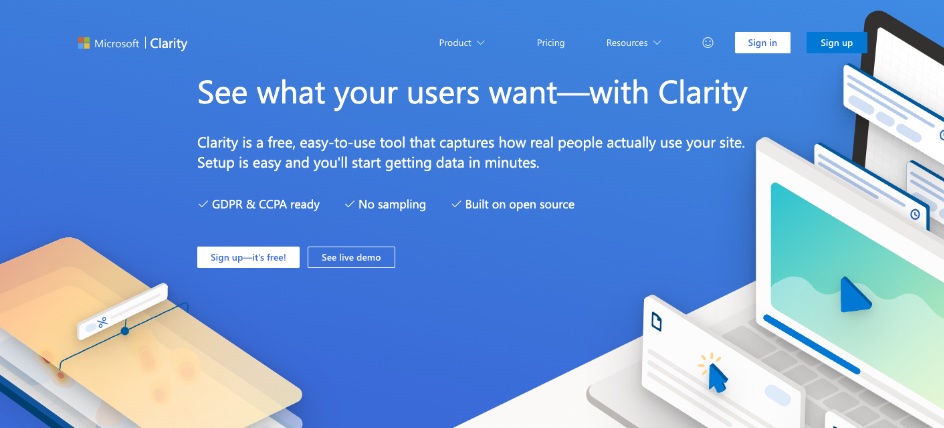 Microsoft | Clarity
Product
Pricing
Resources
Sign in
Sign up
See what your users want—with Clarity
Clarity is a free, easy-to-use tool that captures how real people actually use your site.
Setup is easy and you'll start getting data in minutes.
GDPR & CCPA ready
No sampling
Built on open source
Sign up—it's free!
See live demo
%